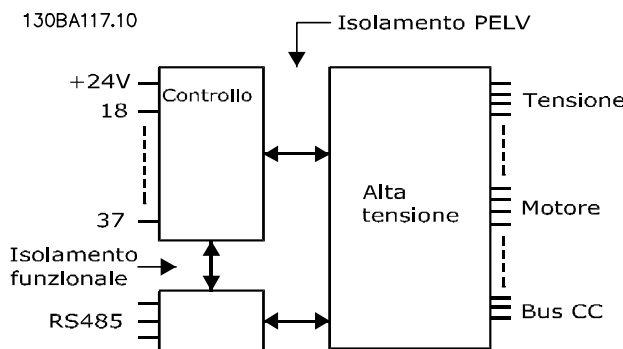 130BA117.10
Isolamento PELV
+24V
Controllo
18
Tensione
37
Alta
tensione
Motore
Isolamento
funzionale
RS485
Bus CC